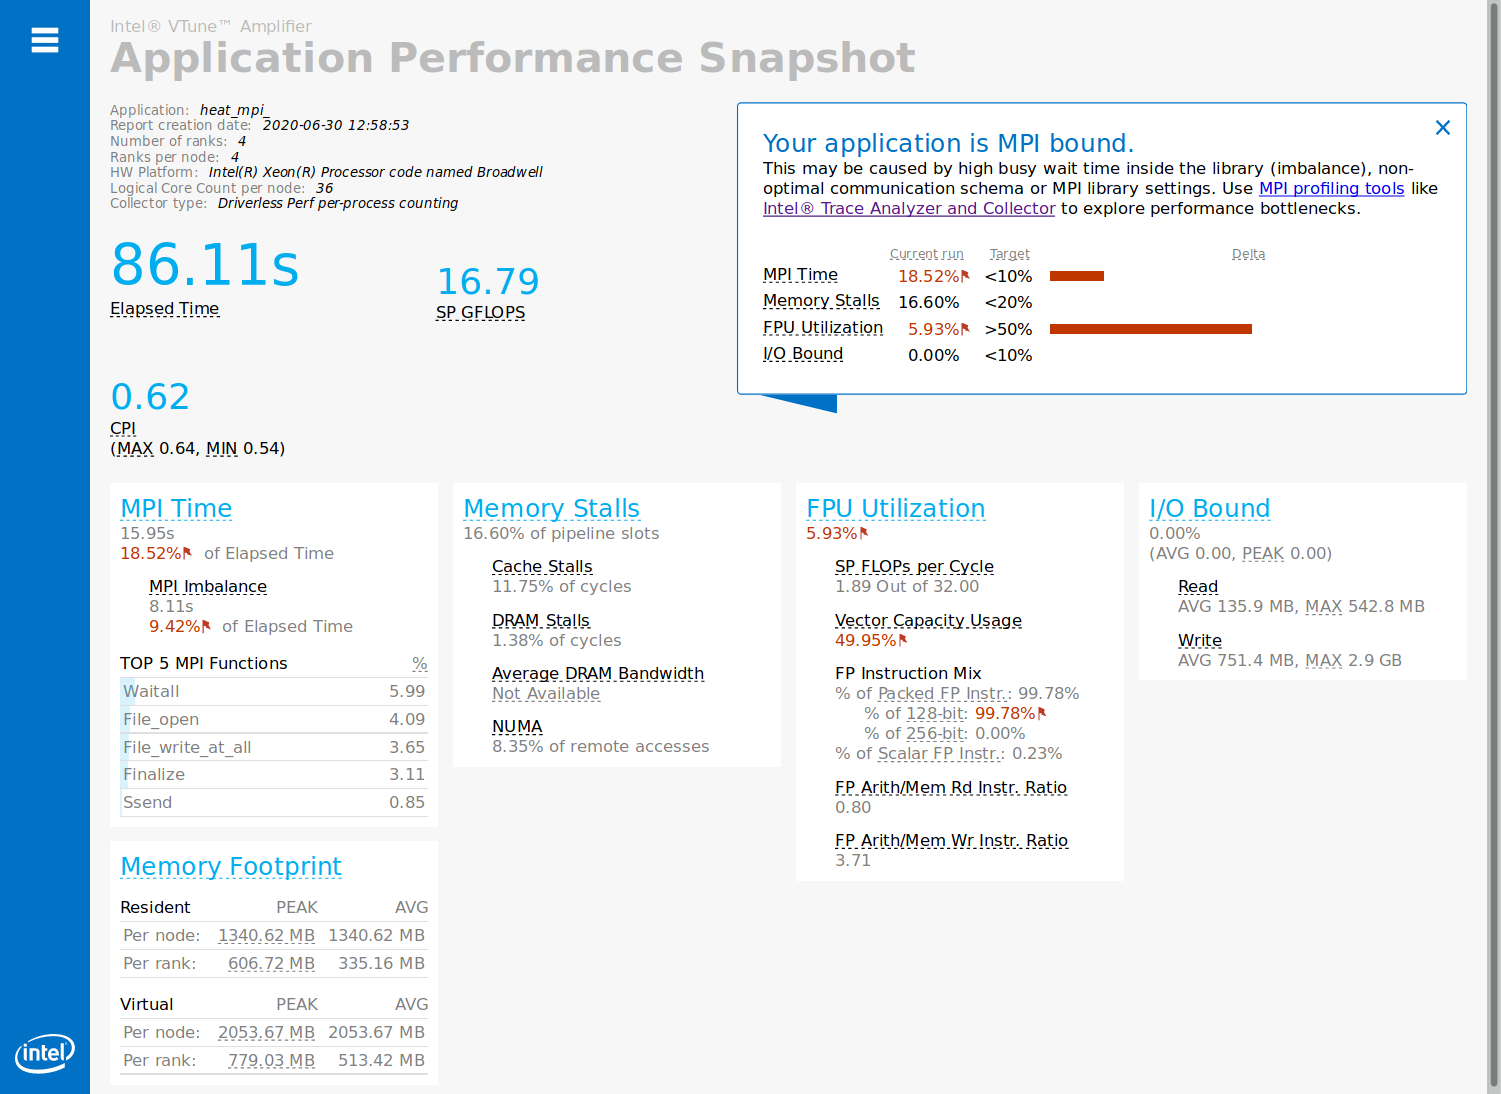 Intel® VTune™ Amplifier
Application Performance Snapshot
Application: heat_mpi_
Report creation date: 2020-06-30 12:58:53
Number of ranks: 4
Ranks per node: 4
HW Platform: Intel(R) Xeon(R) Processor code named Broadwell
Logical Core Count per node: 36
Collector type: Driverless Perf per-process counting
86.11s
Elapsed Time
16.79
SP GFLOPS
0.62
CPI
(MAX 0.64, MIN 0.54)
Your application is MPI bound.
This may be caused by high busy wait time inside the library (imbalance), non-
optimal communication schema or MPI library settings. Use MPI profiling tools like
Intel® Trace Analyzer and Collector to explore performance bottlenecks.
Current run Target Delta
MPI Time 18.52% <10%
Memory Stalls 16.60% <20%
FPU Utilization 5.93% >50%
I/O Bound 0.00% <10%
MPI Time
15.95s
18.52% of Elapsed Time
MPI Imbalance
8.11s
9.42% of Elapsed Time
TOP 5 MPI Functions %
Waitall 5.99
File_open 4.09
File_write_at_all 3.65
Finalize 3.11
Ssend 0.85
Memory Footprint
Resident PEAK AVG
Per node: 1340.62 MB 1340.62 MB
Per rank: 606.72 MB 335.16 MB
Virtual PEAK AVG
Per node: 2053.67 MB 2053.67 MB
Per rank: 779.03 MB 513.42 MB
Memory Stalls
16.60% of pipeline slots
Cache Stalls
11.75% of cycles
DRAM Stalls
1.38% of cycles
Average DRAM Bandwidth
Not Available
NUMA
8.35% of remote accesses
FPU Utilization
5.93%
SP FLOPs per Cycle
1.89 Out of 32.00
Vector Capacity Usage
49.95%
FP Instruction Mix
% of Packed FP Instr.: 99.78%
% of 128-bit: 99.78%
% of 256-bit: 0.00%
% of Scalar FP Instr.: 0.23%
FP Arith/Mem Rd Instr. Ratio
0.80
FP Arith/Mem Wr Instr. Ratio
3.71
I/O Bound
0.00%
(AVG 0.00, PEAK 0.00)
Read
AVG 135.9 MB, MAX 542.8 MB
Write
AVG 751.4 MB, MAX 2.9 GB
intel